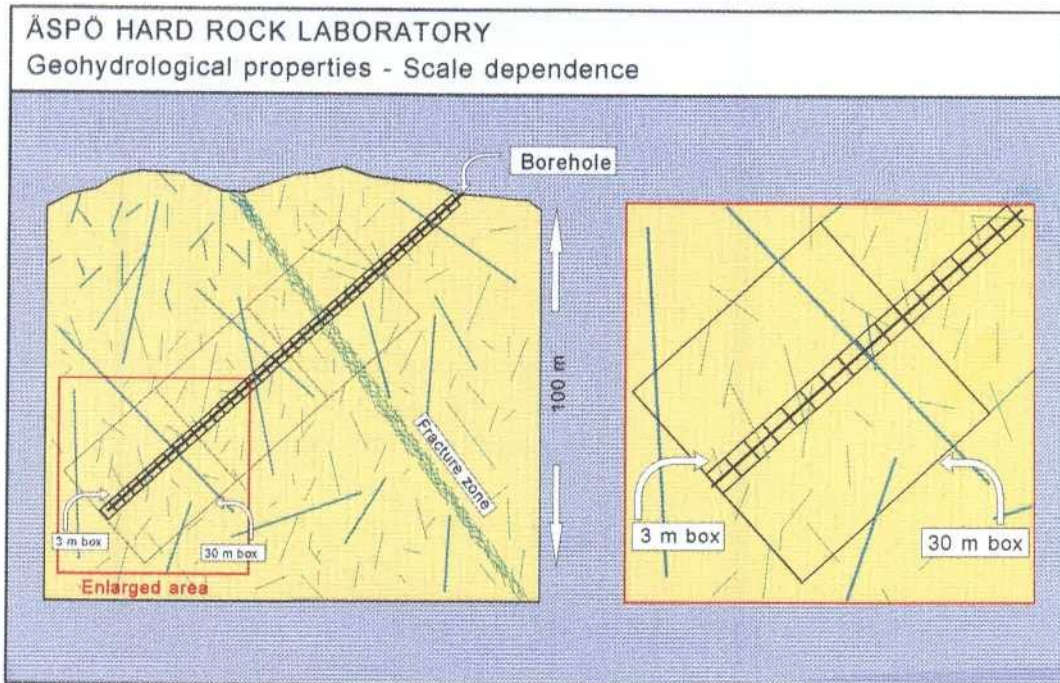 ÄSPÖ HARD ROCK LABORATORY
Geohydrological properties - Scale dependence
Borehole
100 m
Fracture zone
3 m box
30 m box
Enlarged area
3 m box
30 m box